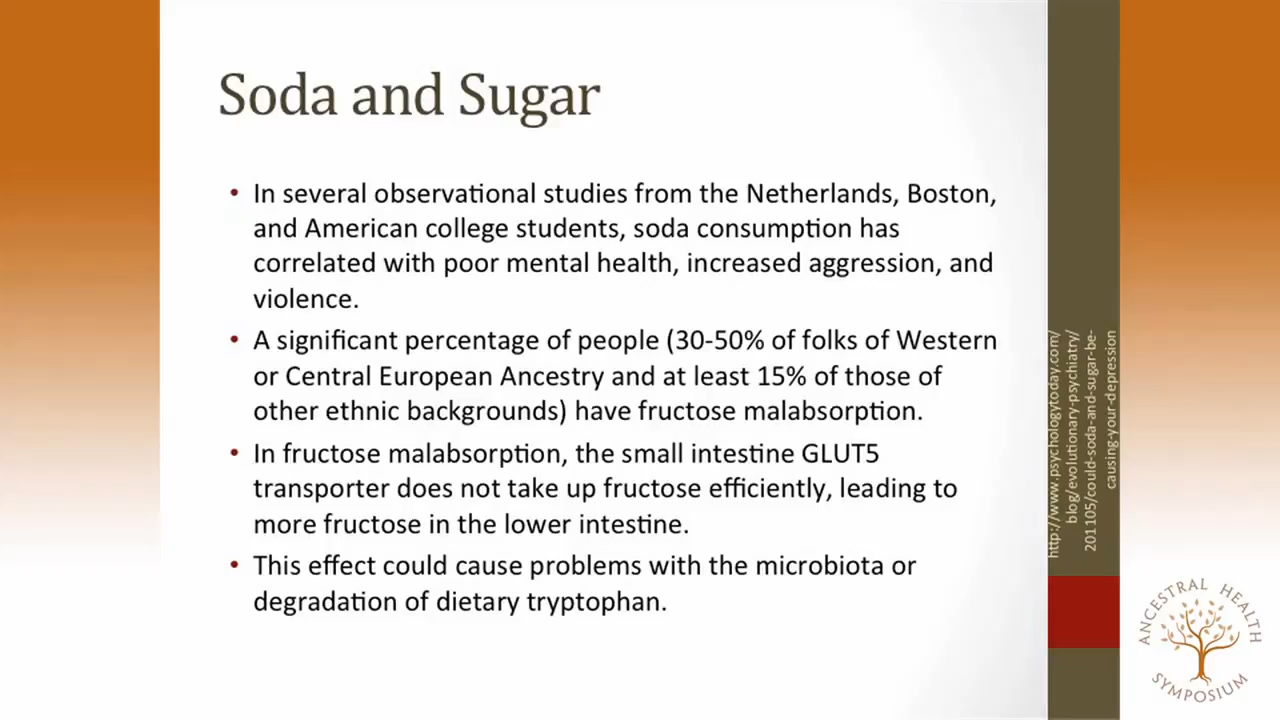 Soda and Sugar
• In several observational studies from the Netherlands, Boston,
and American college students, soda consumption has
correlated with poor mental health, increased aggression, and
violence.
• A significant percentage of people (30-50% of folks of Western
or Central European Ancestry and at least 15% of those of
other ethnic backgrounds) have fructose malabsorption.
• In fructose malabsorption, the small intestine GLUT5
transporter does not take up fructose efficiently, leading to
more fructose in the lower intestine.
• This effect could cause problems with the microbiota or
degradation of dietary tryptophan.
http://www.psychologytoday.com/
blog/evolutionary-psychiatry/
201105/could-soda-and-sugar-be-
causing-your-depression
ANCESTRAL HEALTH
SYMPOSIUM